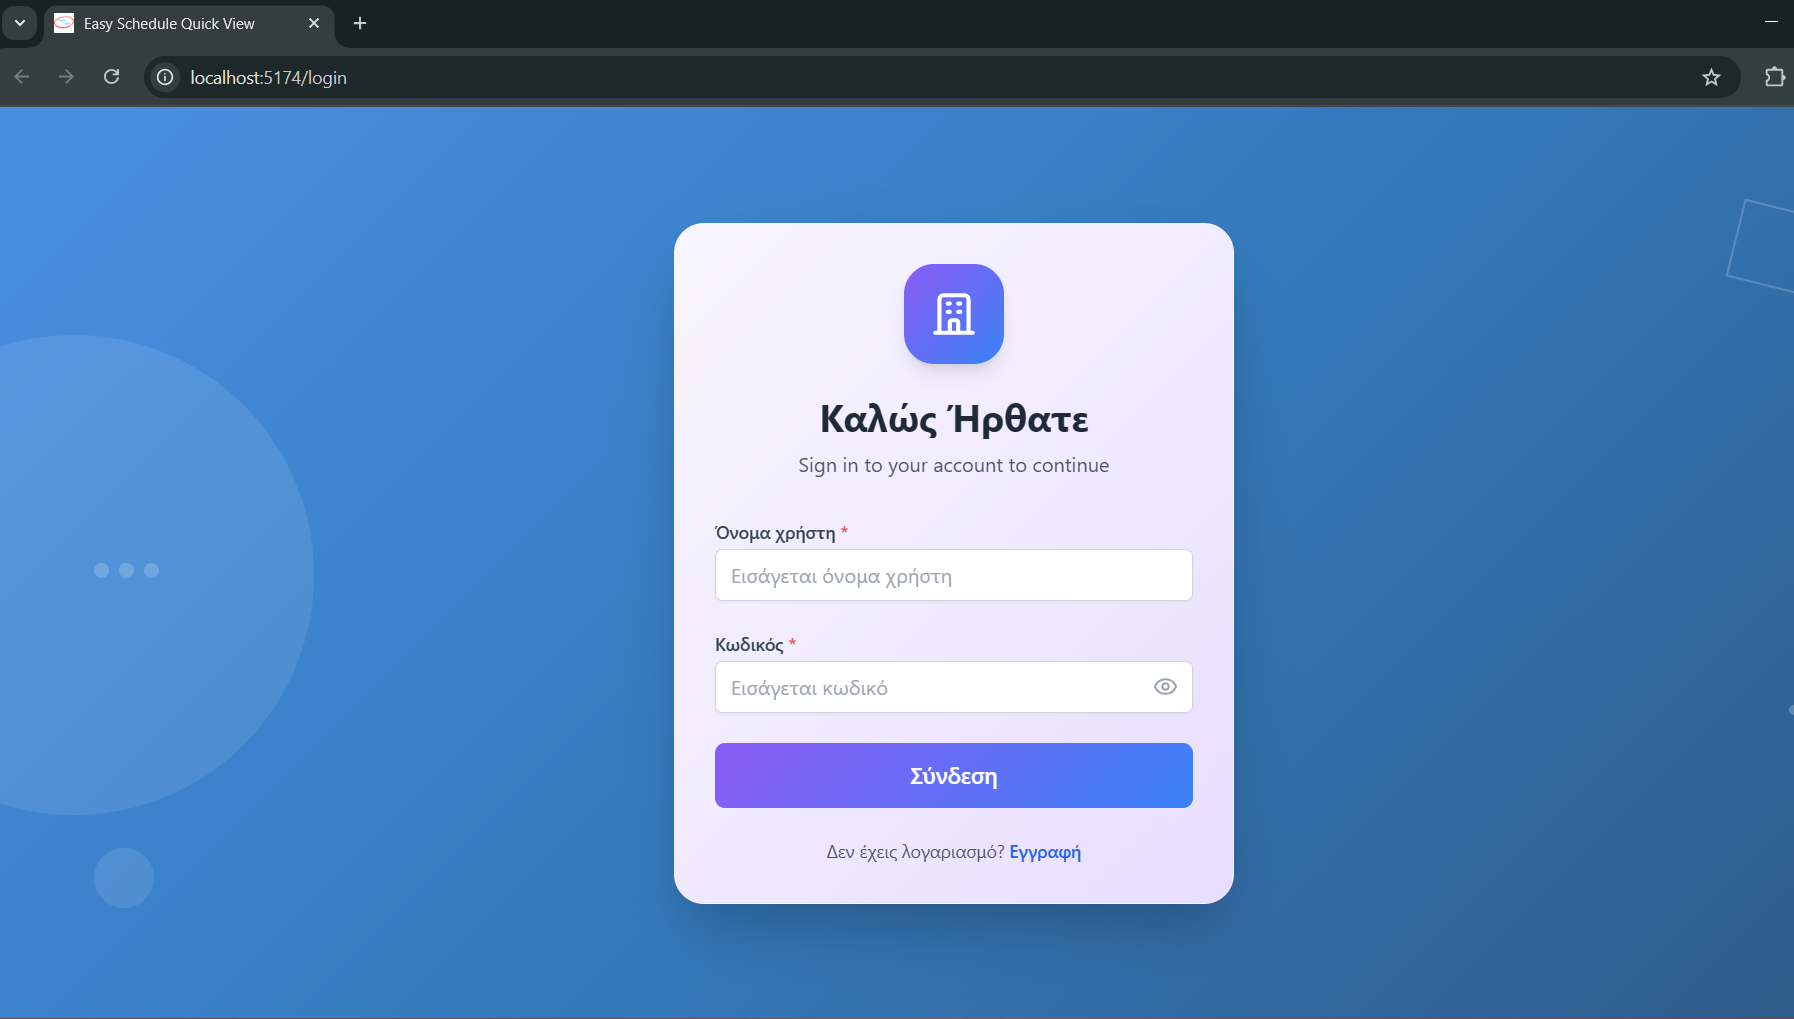 Easy Schedule Quick View
localhost:5174/login
Καλώς Ήρθατε
Sign in to your account to continue
Όνομα χρήστη *
Εισάγεται όνομα χρήστη
Κωδικός *
Εισάγεται κωδικό
Σύνδεση
Δεν έχεις λογαριασμό? Εγγραφή